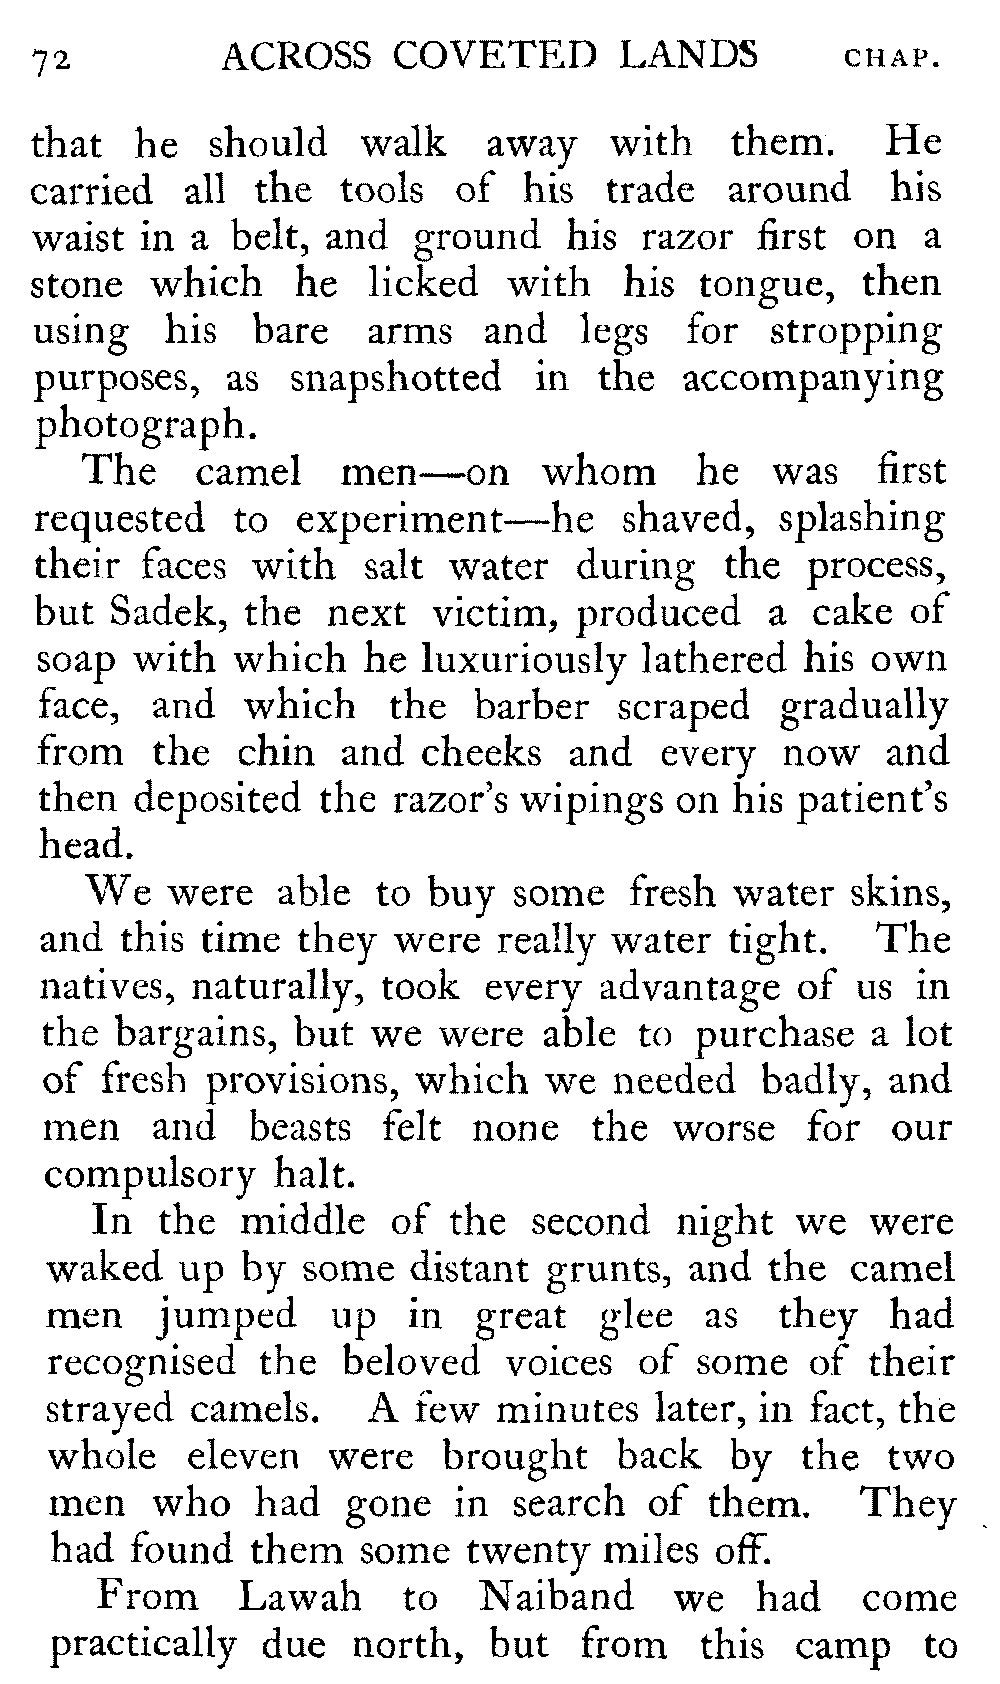 72 ACROSS COVETED LANDS CHAP.
that he should walk away with them. He
carried all the tools of his trade around his
waist in a belt, and ground his razor first on a
stone which he licked with his tongue, then
using his bare arms and legs for stropping
purposes, as snapshotted in the accompanying
photograph.
The camel men—on whom he was first
requested to experiment—he shaved, splashing
their faces with salt water during the process,
but Sadek, the next victim, produced a cake of
soap with which he luxuriously lathered his own
face, and which the barber scraped gradually
from the chin and cheeks and every now and
then deposited the razor's wipings on his patient's
head.
We were able to buy some fresh water skins,
and this time they were really water tight. The
natives, naturally, took every advantage of us in
the bargains, but we were able to purchase a lot
of fresh provisions, which we needed badly, and
men and beasts felt none the worse for our
compulsory halt.
In the middle of the second night we were
waked up by some distant grunts, and the camel
men jumped up in great glee as they had
recognised the beloved voices of some of their
strayed camels. A few minutes later, in fact, the
whole eleven were brought back by the two
men who had gone in search of them. They
had found them some twenty miles off.
From Lawah to Naiband we had come
practically due north, but from this camp to